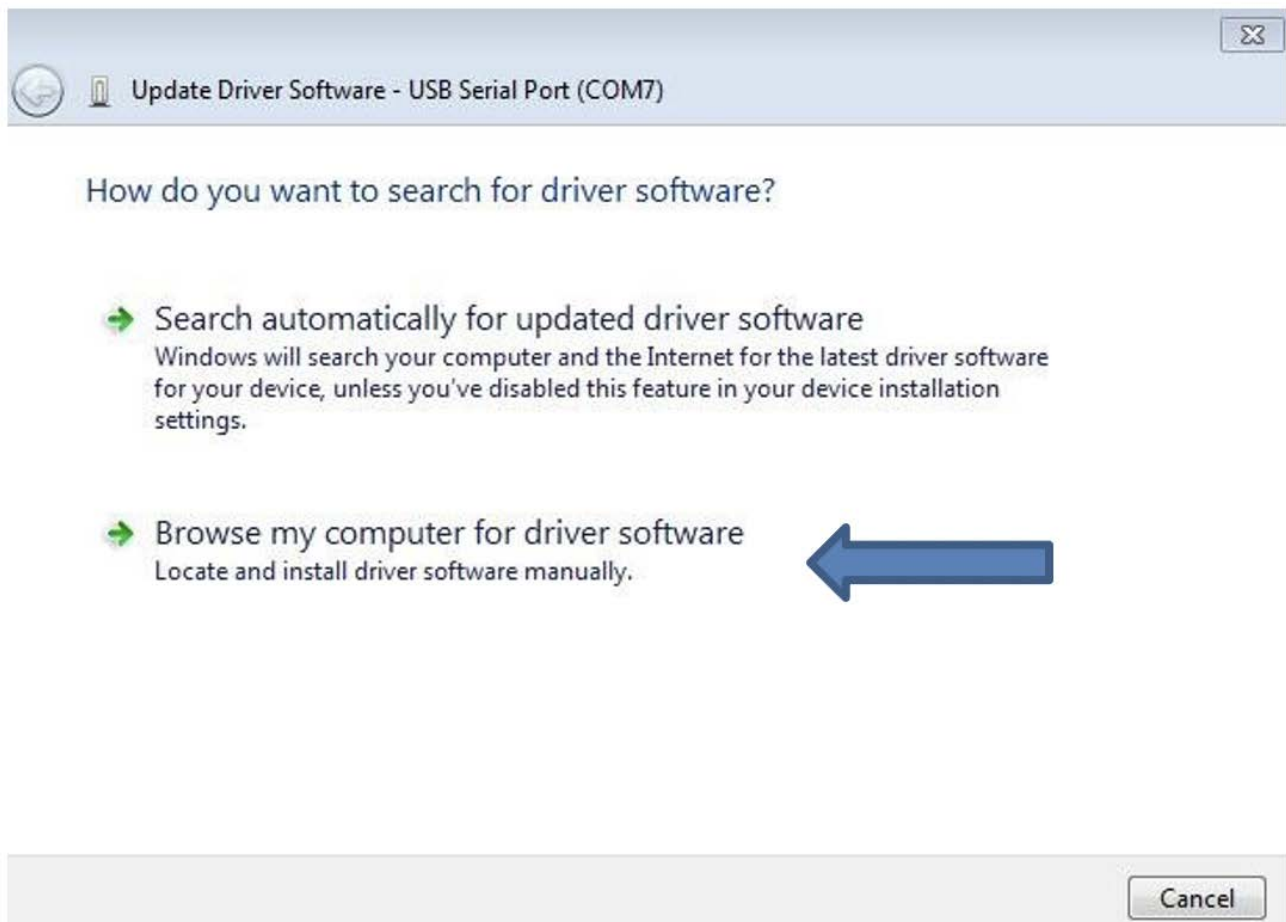 Update Driver Software - USB Serial Port (COM7)
How do you want to search for driver software?
Search automatically for updated driver software
Windows will search your computer and the Internet for the latest driver software
for your device, unless you've disabled this feature in your device installation
settings.
Browse my computer for driver software
Locate and install driver software manually.
Cancel